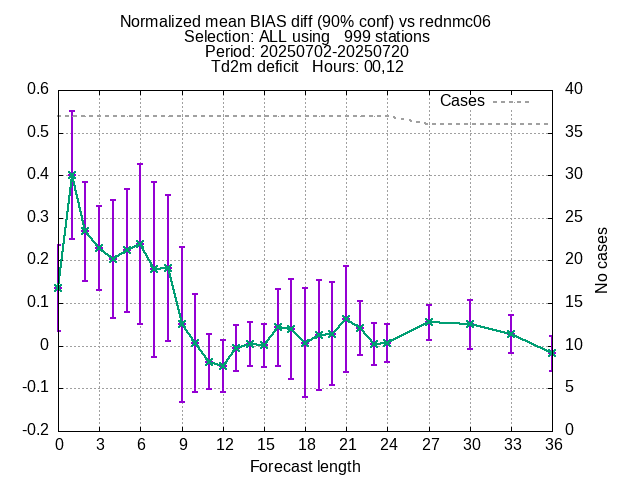 Normalized mean BIAS diff (90% conf) vs rednmc06
Selection: ALL using   999 stations
Period: 20250702-20250720
Td2m deficit   Hours: 00,12
Cases
0.6
0.5
0.4
0.3
0.2
0.1
0
-0.1
-0.2
40
35
30
25
20
15
10
5
0
No cases
0 3 6 9 12 15 18 21 24 27 30 33 36
Forecast length